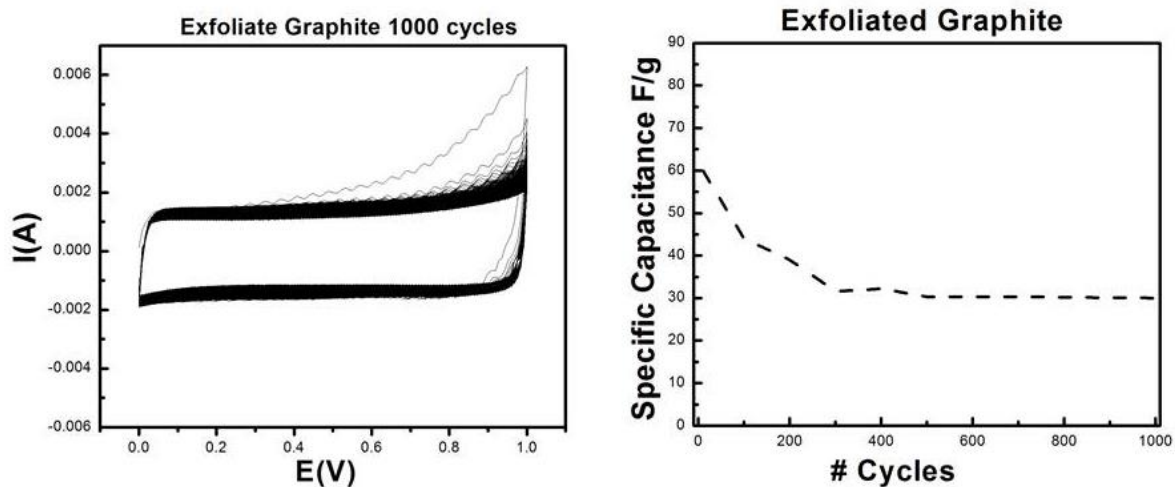 Exfoliate Graphite 1000 cycles
0.006
0.004
0.002
0.000
-0.002
-0.004
-0.006
I(A)
0.0 0.2 0.4 0.6 0.8 1.0
E(V)
Exfoliated Graphite
90
80
70
60
50
40
30
20
10
0
Specific Capacitance F/g
0 200 400 600 800 1000
# Cycles